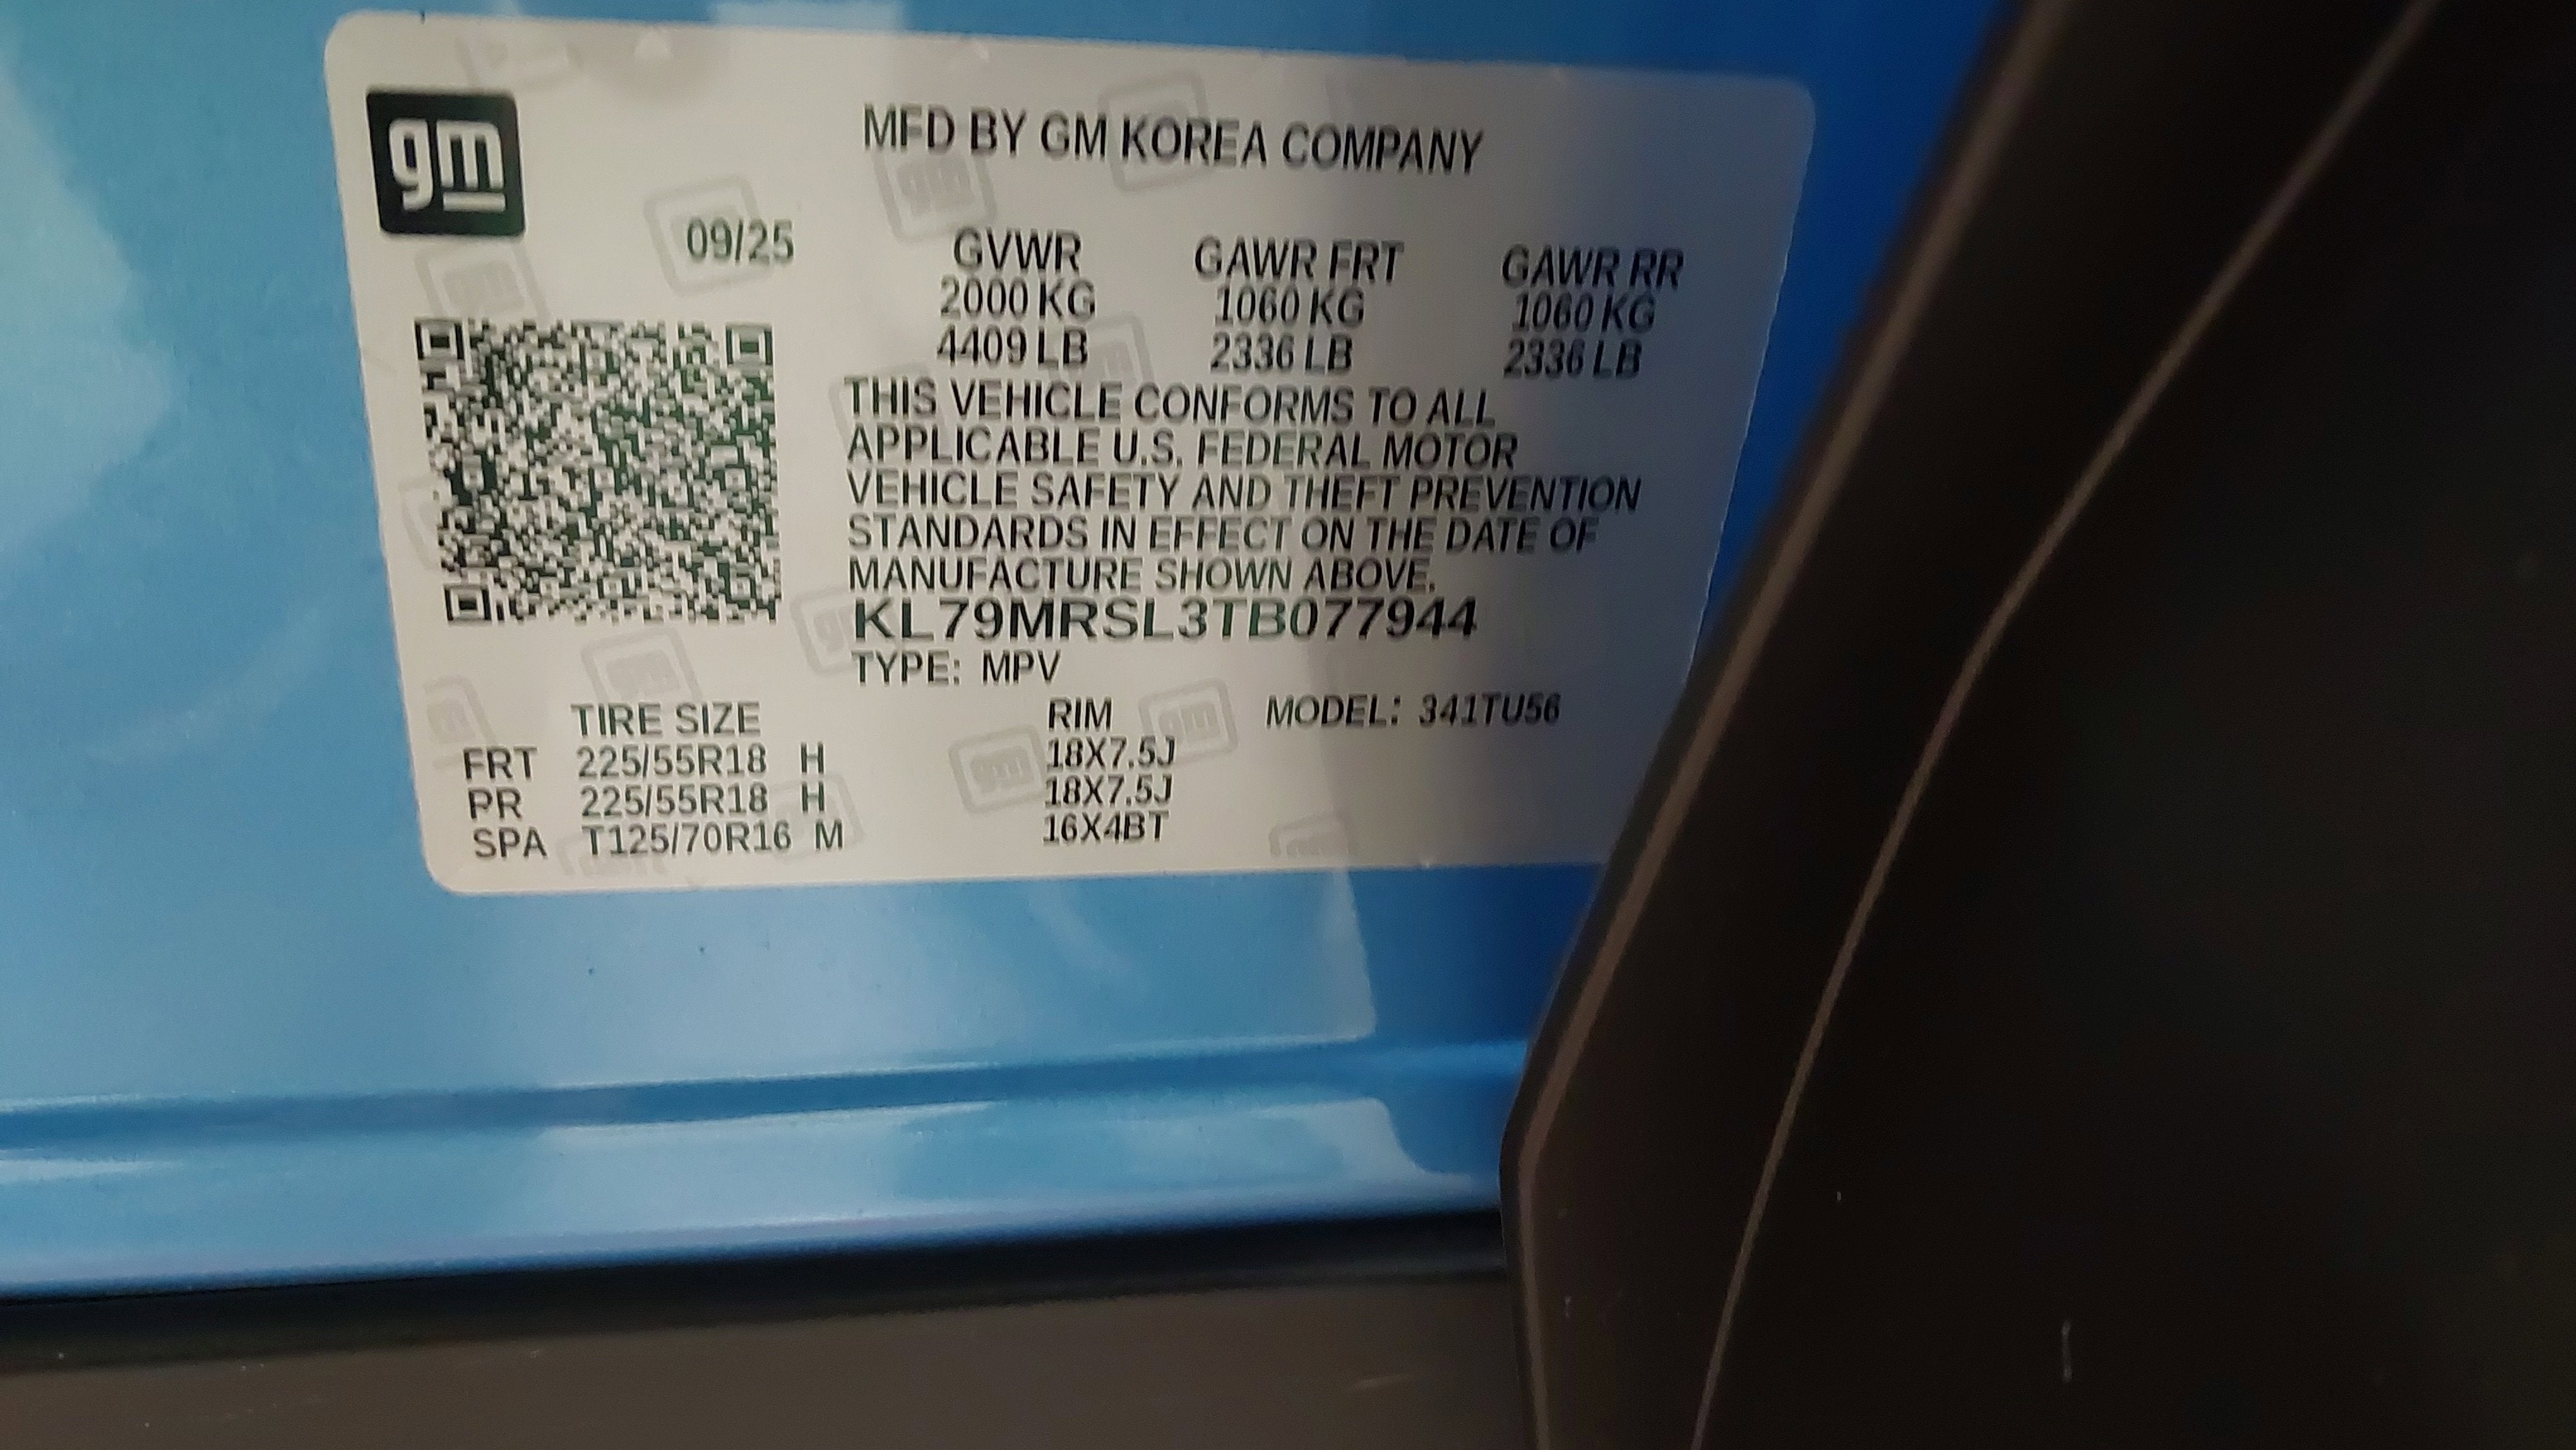 gm
MFD BY GM KOREA COMPANY
09/25
GVWR GAWR FRT GAWR RR
2000 KG 1060 KG 1060 KG
4409 LB 2336 LB 2336 LB
THIS VEHICLE CONFORMS TO ALL
APPLICABLE U.S. FEDERAL MOTOR
VEHICLE SAFETY AND THEFT PREVENTION
STANDARDS IN EFFECT ON THE DATE OF
MANUFACTURE SHOWN ABOVE.
KL79MRSL3TB077944
TYPE: MPV
TIRE SIZE RIM MODEL: 341TU56
FRT 225/55R18 H 18X7.5J
PR 225/55R18 H 18X7.5J
SPA T125/70R16 M 16X4BT